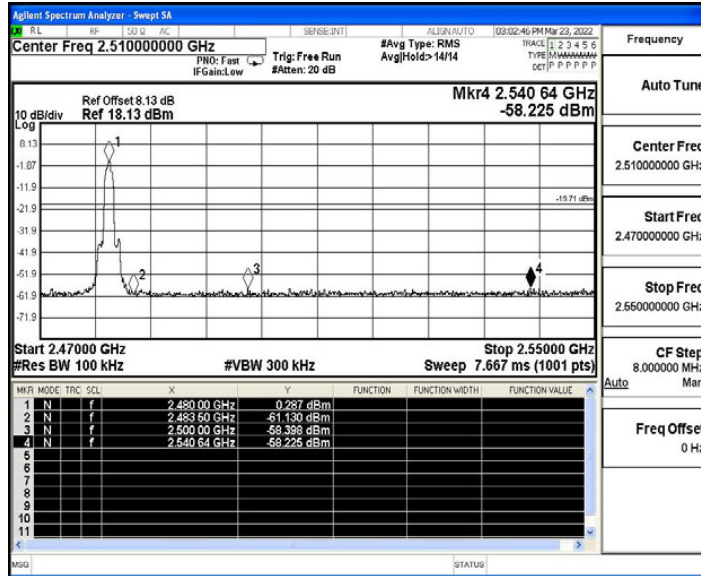 Agilent Spectrum Analyzer - Swept SA
RL RF 50 Ω AC SENSE:INT ALIGN AUTO 03:02:46 PM Mar 23, 2022
Center Freq 2.510000000 GHz
PNO: Fast
IFGain:Low
Trig: Free Run
#Atten: 20 dB
#Avg Type: RMS
Avg|Hold:> 14/14
TRACE 1 2 3 4 5 6
TYPE
DET P P P P P P
Ref Offset 8.13 dB
10 dB/div Ref 18.13 dBm
Log
Mkr4 2.540 64 GHz
-58.225 dBm
8.13
-1.87
-11.9
-21.9
-31.9
-41.9
-51.9
-61.9
-71.9
1
2
3
4
-19.71 dBm
Start 2.47000 GHz Stop 2.55000 GHz
#Res BW 100 kHz #VBW 300 kHz Sweep 7.667 ms (1001 pts)
MKR MODE TRC SCL X Y FUNCTION FUNCTION WIDTH FUNCTION VALUE
1 N f 2.480 00 GHz 0.287 dBm
2 N f 2.483 50 GHz -61.130 dBm
3 N f 2.500 00 GHz -58.398 dBm
4 N f 2.540 64 GHz -58.225 dBm
5
6
7
8
9
10
11
MSG STATUS
Frequency
Auto Tune
Center Freq
2.510000000 GHz
Start Freq
2.470000000 GHz
Stop Freq
2.550000000 GHz
CF Step
8.000000 MHz
Auto Man
Freq Offset
0 Hz